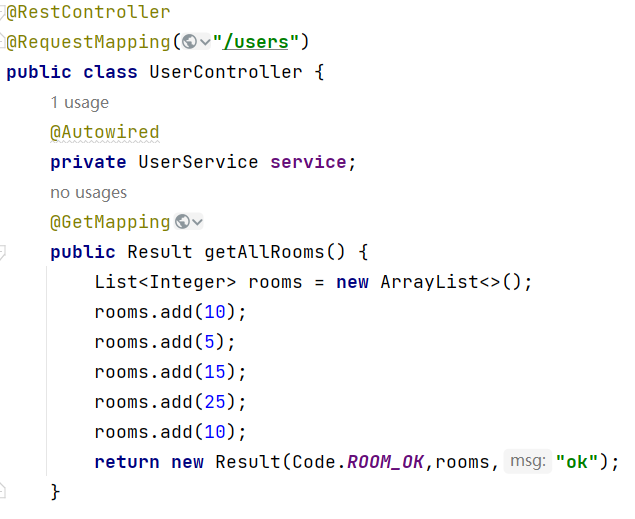 @RestController
@RequestMapping("/users")
public class UserController {
1 usage
@Autowired
private UserService service;
no usages
@GetMapping
public Result getAllRooms() {
List<Integer> rooms = new ArrayList<>();
rooms.add(10);
rooms.add(5);
rooms.add(15);
rooms.add(25);
rooms.add(10);
return new Result(Code.ROOM_OK,rooms, msg: "ok");
}